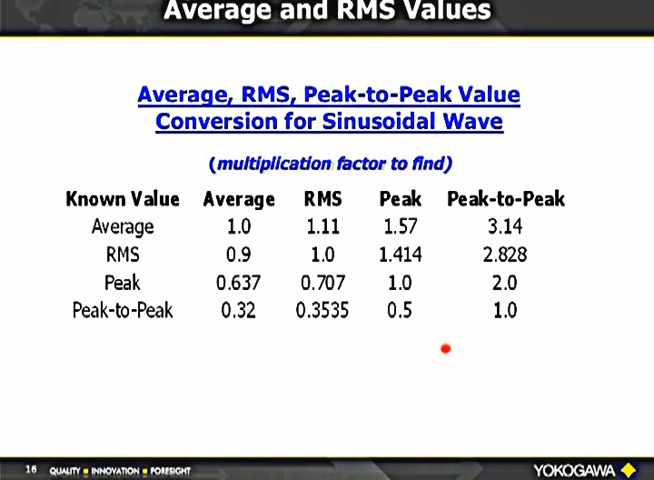 Average and RMS Values
Average, RMS, Peak-to-Peak Value
Conversion for Sinusoidal Wave
(multiplication factor to find)
Known Value Average RMS Peak Peak-to-Peak
Average 1.0 1.11 1.57 3.14
RMS 0.9 1.0 1.414 2.828
Peak 0.637 0.707 1.0 2.0
Peak-to-Peak 0.32 0.3535 0.5 1.0
16 QUALITY INNOVATION FORESIGHT YOKOGAWA